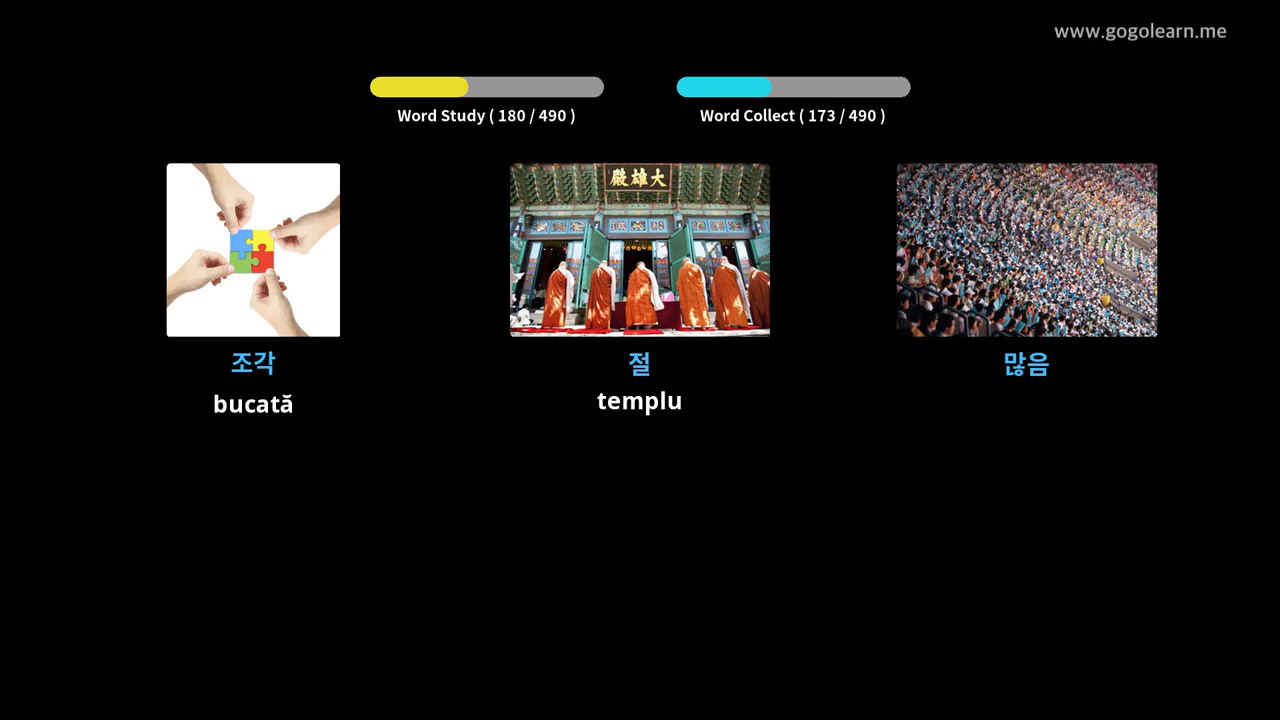 www.gogolearn.me
Word Study ( 180 / 490 )
Word Collect ( 173 / 490 )
大雄殿
조각
절
많음
bucată
templu